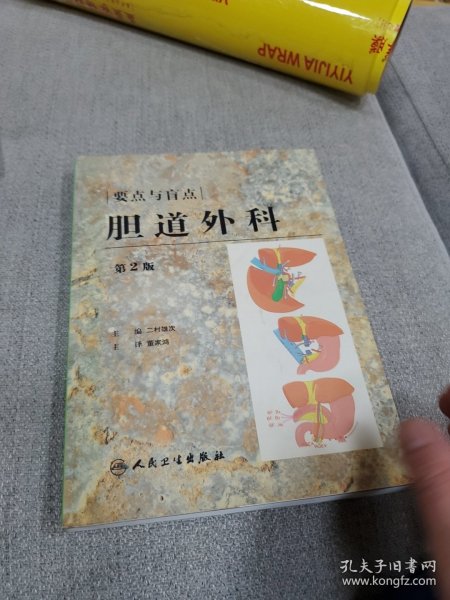 YIYIJIA WRAP
要点与盲点
胆道外科
第2版
主 编 二村雄次
主 译 董家鸿
人民卫生出版社
孔夫子旧书网
www.kongfz.com